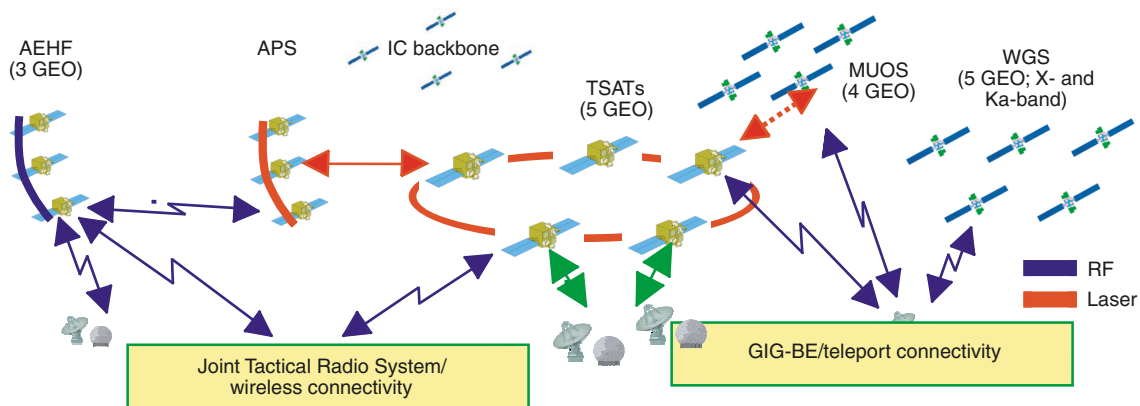 AEHF
(3 GEO)
APS
IC backbone
TSATs
(5 GEO)
MUOS
(4 GEO)
WGS
(5 GEO; X- and
Ka-band)
RF
Laser
Joint Tactical Radio System/
wireless connectivity
GIG-BE/teleport connectivity